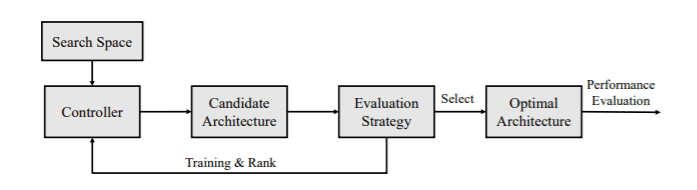 Search Space
Controller
Candidate
Architecture
Evaluation
Strategy
Select
Optimal
Architecture
Performance
Evaluation
Training & Rank